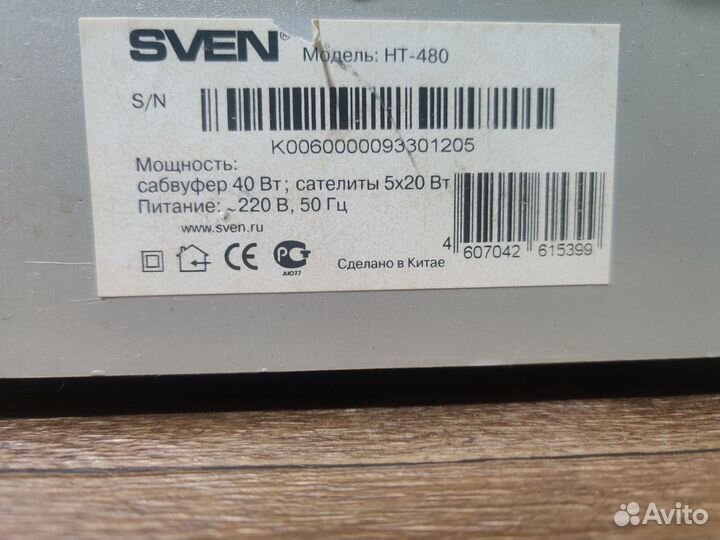 SVEN® Модель: HT-480
S/N
K0060000093301205
Мощность:
сабвуфер 40 Вт; сателиты 5x20 Вт
Питание: ~220 В, 50 Гц
www.sven.ru
CE РСТ
АЮ77
Сделано в Китае
4 607042 615399
Avito